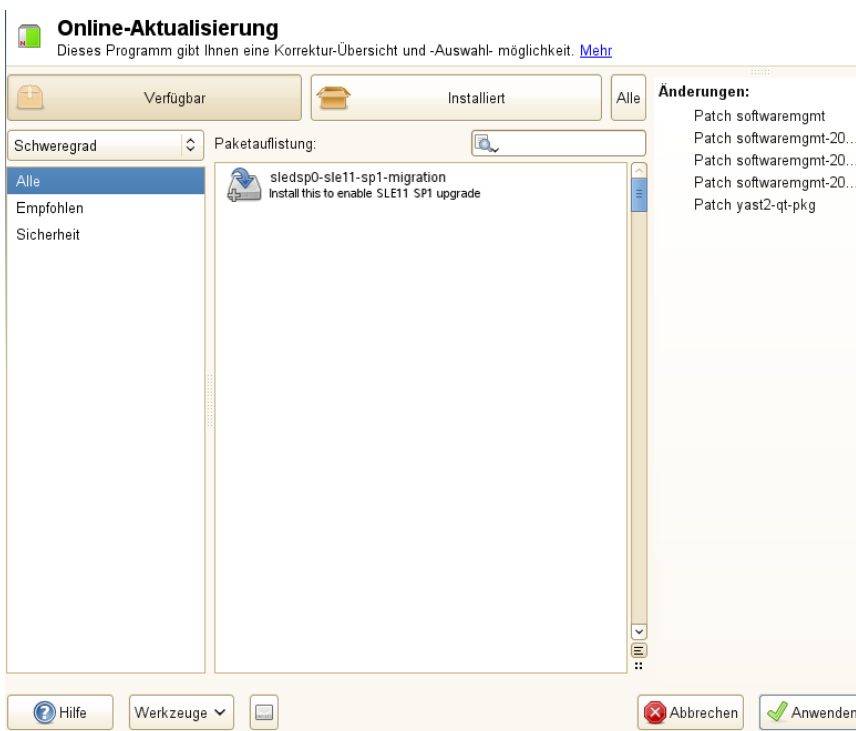 Online-Aktualisierung
Dieses Programm gibt Ihnen eine Korrektur-Übersicht und -Auswahl- möglichkeit. Mehr
Verfügbar
Installiert
Alle
Schweregrad
Paketauflistung:
Alle
Empfohlen
Sicherheit
sledsp0-sle11-sp1-migration
Install this to enable SLE11 SP1 upgrade
Änderungen:
Patch softwaremgmt
Patch softwaremgmt-20...
Patch softwaremgmt-20...
Patch softwaremgmt-20...
Patch yast2-qt-pkg
Hilfe
Werkzeuge
Abbrechen
Anwenden